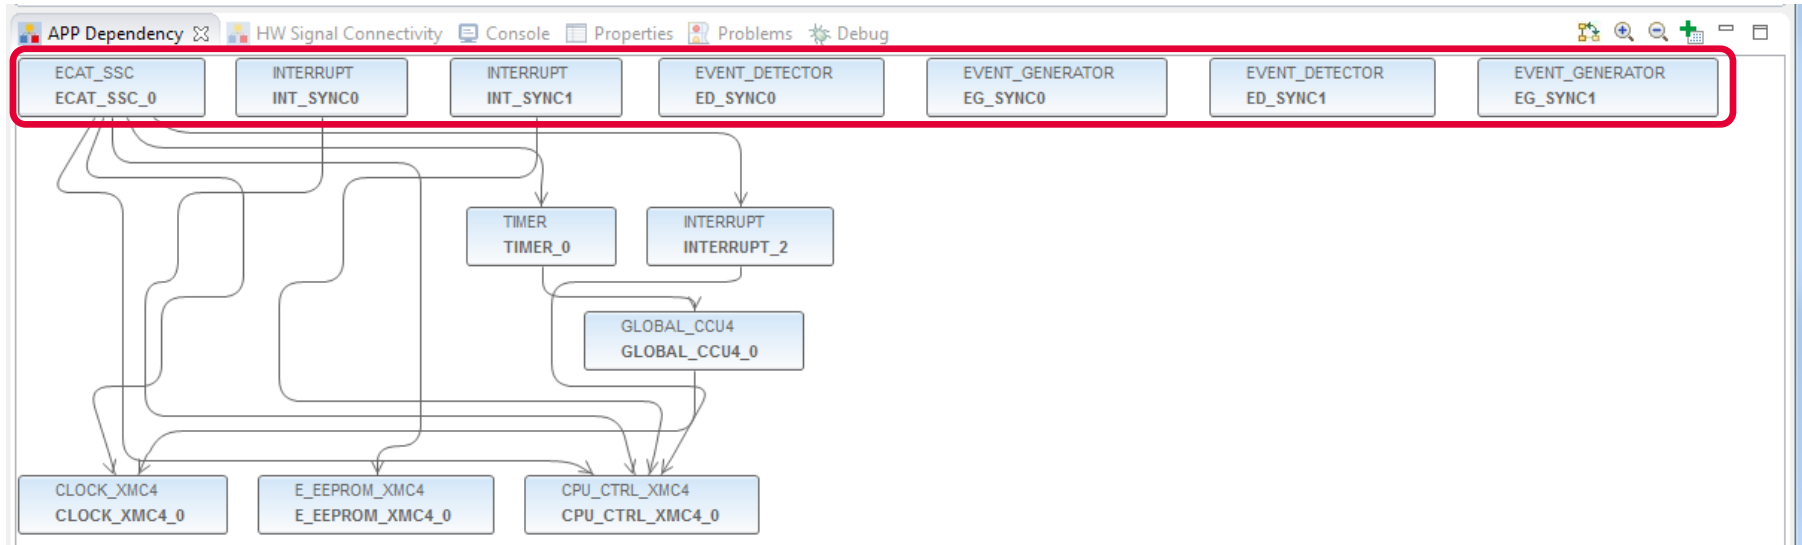 APP Dependency HW Signal Connectivity Console Properties Problems Debug
ECAT_SSC
ECAT_SSC_0
INTERRUPT
INT_SYNC0
INTERRUPT
INT_SYNC1
EVENT_DETECTOR
ED_SYNC0
EVENT_GENERATOR
EG_SYNC0
EVENT_DETECTOR
ED_SYNC1
EVENT_GENERATOR
EG_SYNC1
TIMER
TIMER_0
INTERRUPT
INTERRUPT_2
GLOBAL_CCU4
GLOBAL_CCU4_0
CLOCK_XMC4
CLOCK_XMC4_0
E_EEPROM_XMC4
E_EEPROM_XMC4_0
CPU_CTRL_XMC4
CPU_CTRL_XMC4_0